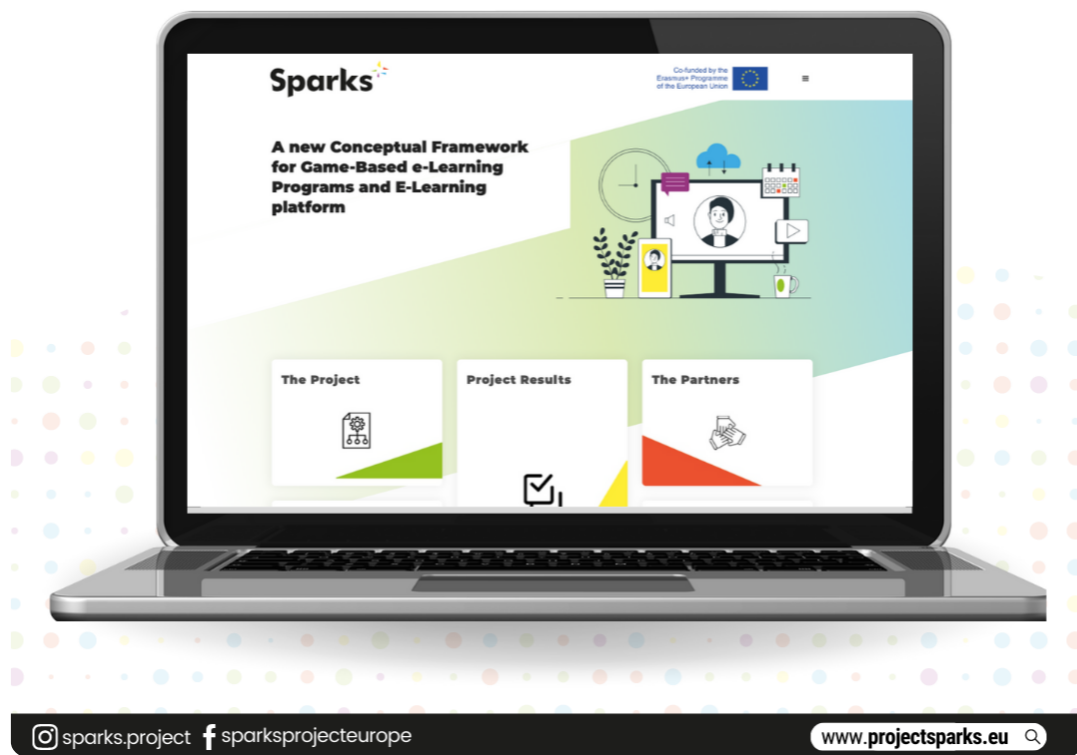 Sparks
Co-funded by the
Erasmus+ Programme
of the European Union
A new Conceptual Framework
for Game-Based e-Learning
Programs and E-Learning
platform
The Project
Project Results
The Partners
sparks.project
sparksprojecteurope
www.projectsparks.eu